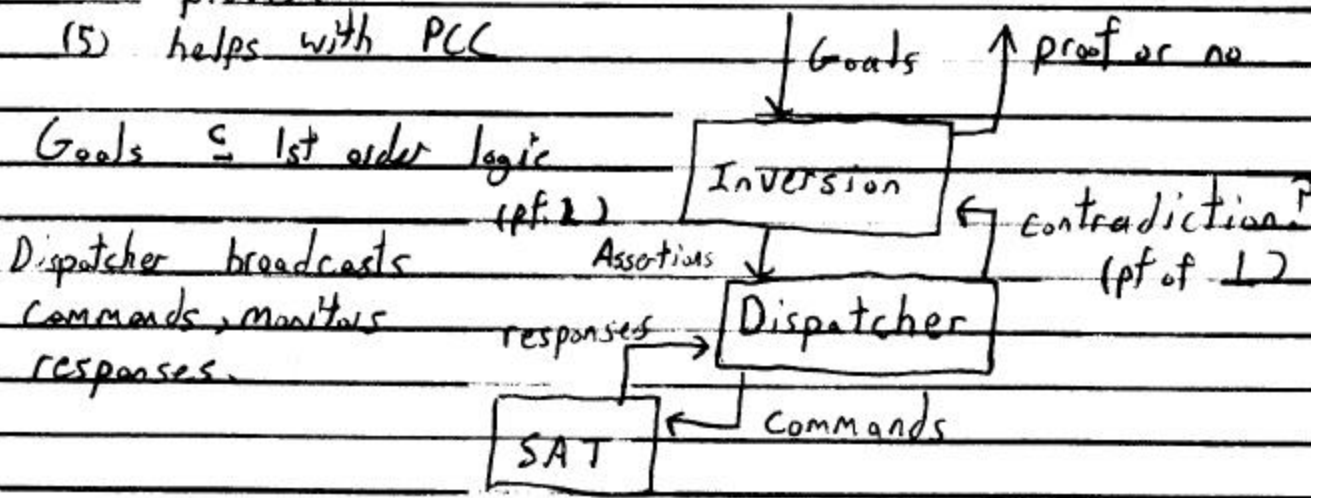 (5) helps with PCC
Goals
proof or no
Goals ⊆ 1st order logic
Inversion
(pf. 1)
contradiction?
(pf of ⊥)
Assertions
Dispatcher broadcasts
commands, monitors
responses.
responses
Dispatcher
Commands
SAT